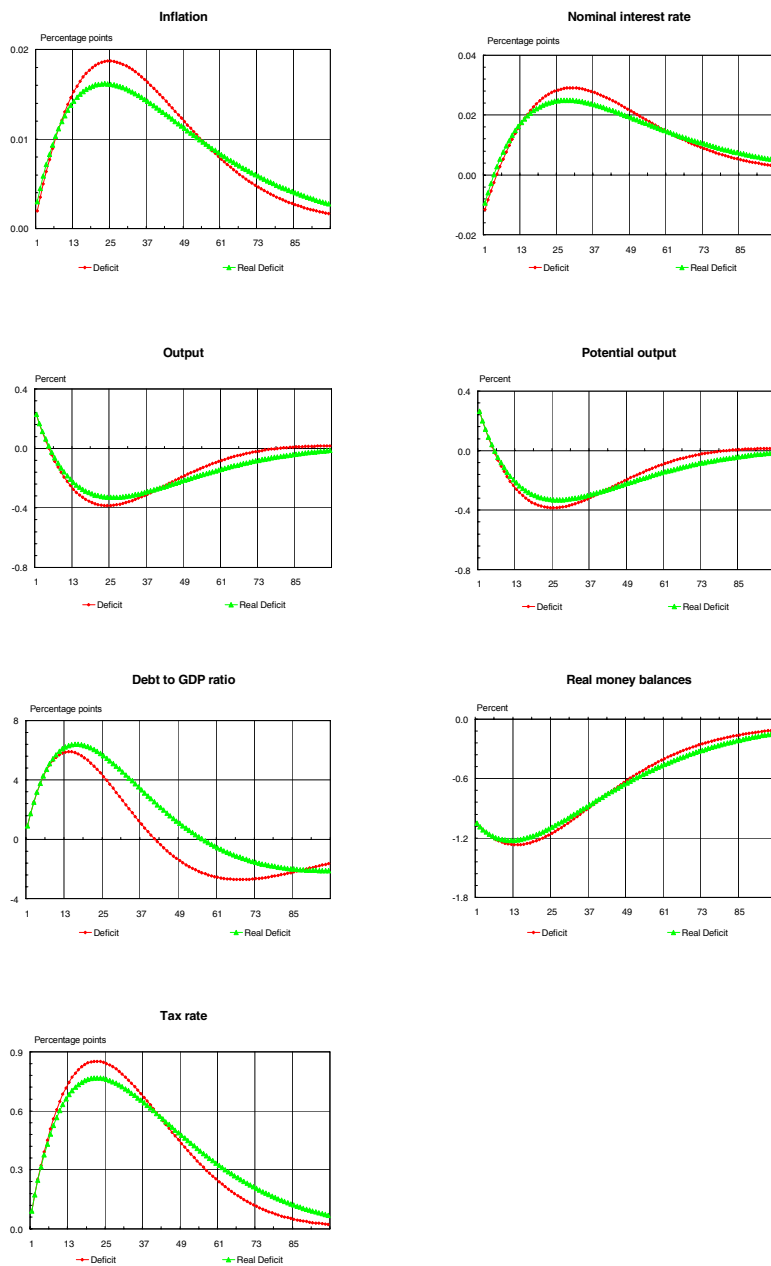 Inflation
Percentage points
0.02
0.01
0.00
1 13 25 37 49 61 73 85
Deficit Real Deficit
Nominal interest rate
Percentage points
0.04
0.02
0.00
-0.02
1 13 25 37 49 61 73 85
Deficit Real Deficit
Output
Percent
0.4
0.0
-0.4
-0.8
1 13 25 37 49 61 73 85
Deficit Real Deficit
Potential output
Percent
0.4
0.0
-0.4
-0.8
1 13 25 37 49 61 73 85
Deficit Real Deficit
Debt to GDP ratio
Percentage points
8
4
0
-4
1 13 25 37 49 61 73 85
Deficit Real Deficit
Real money balances
Percent
0.0
-0.6
-1.2
-1.8
1 13 25 37 49 61 73 85
Deficit Real Deficit
Tax rate
Percentage points
0.9
0.6
0.3
0.0
1 13 25 37 49 61 73 85
Deficit Real Deficit